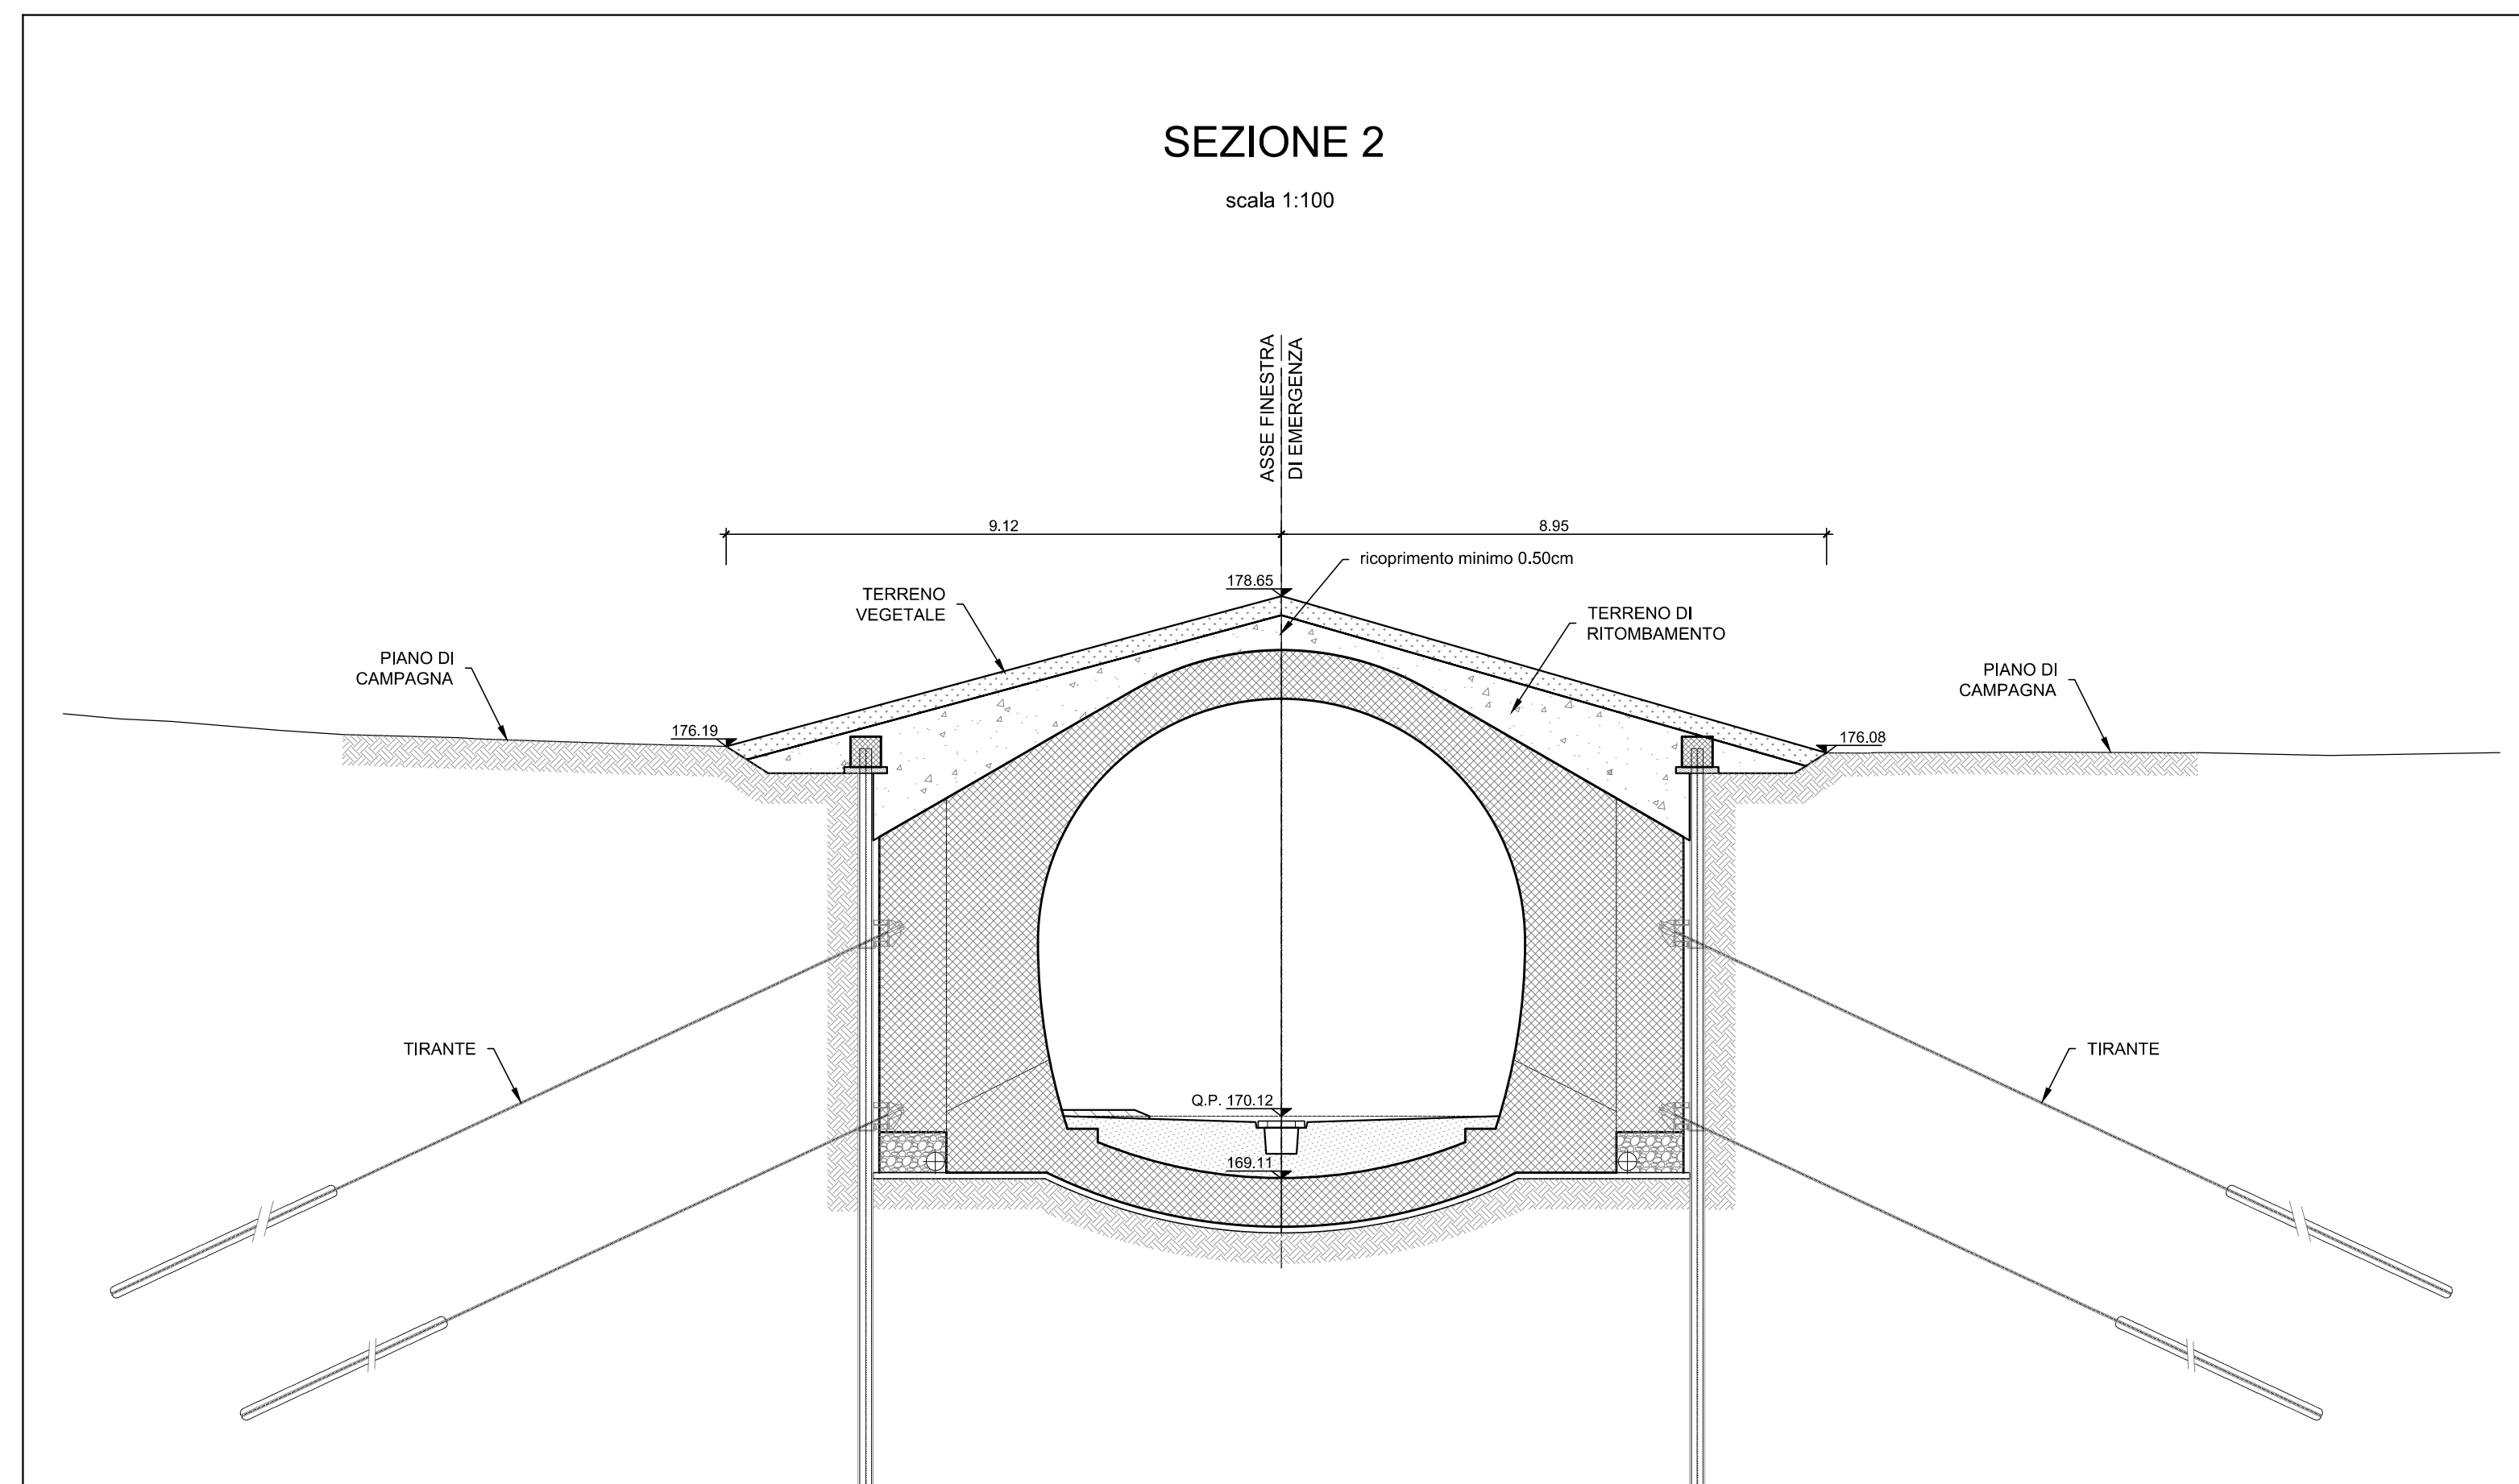 SEZIONE 2
scala 1:100
ASSE FINESTRA
DI EMERGENZA
9.12
8.95
ricoprimento minimo 0.50cm
178.65
TERRENO
VEGETALE
TERRENO DI
RITOMBAMENTO
PIANO DI
CAMPAGNA
PIANO DI
CAMPAGNA
176.19
176.08
TIRANTE
TIRANTE
Q.P. 170.12
169.11